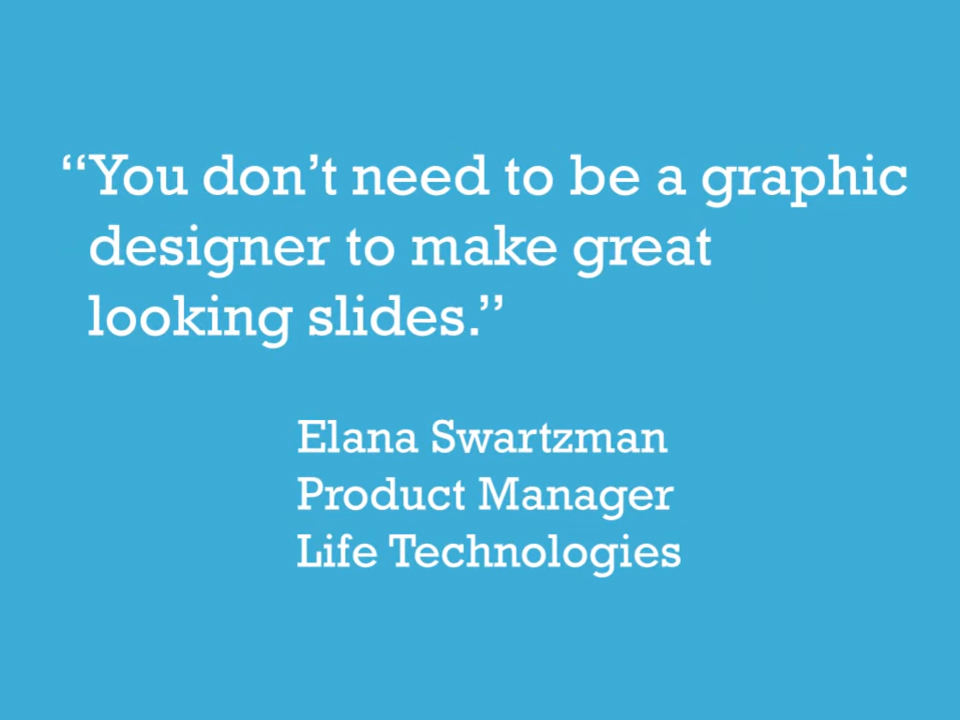 “You don’t need to be a graphic
designer to make great
looking slides.”
Elana Swartzman
Product Manager
Life Technologies